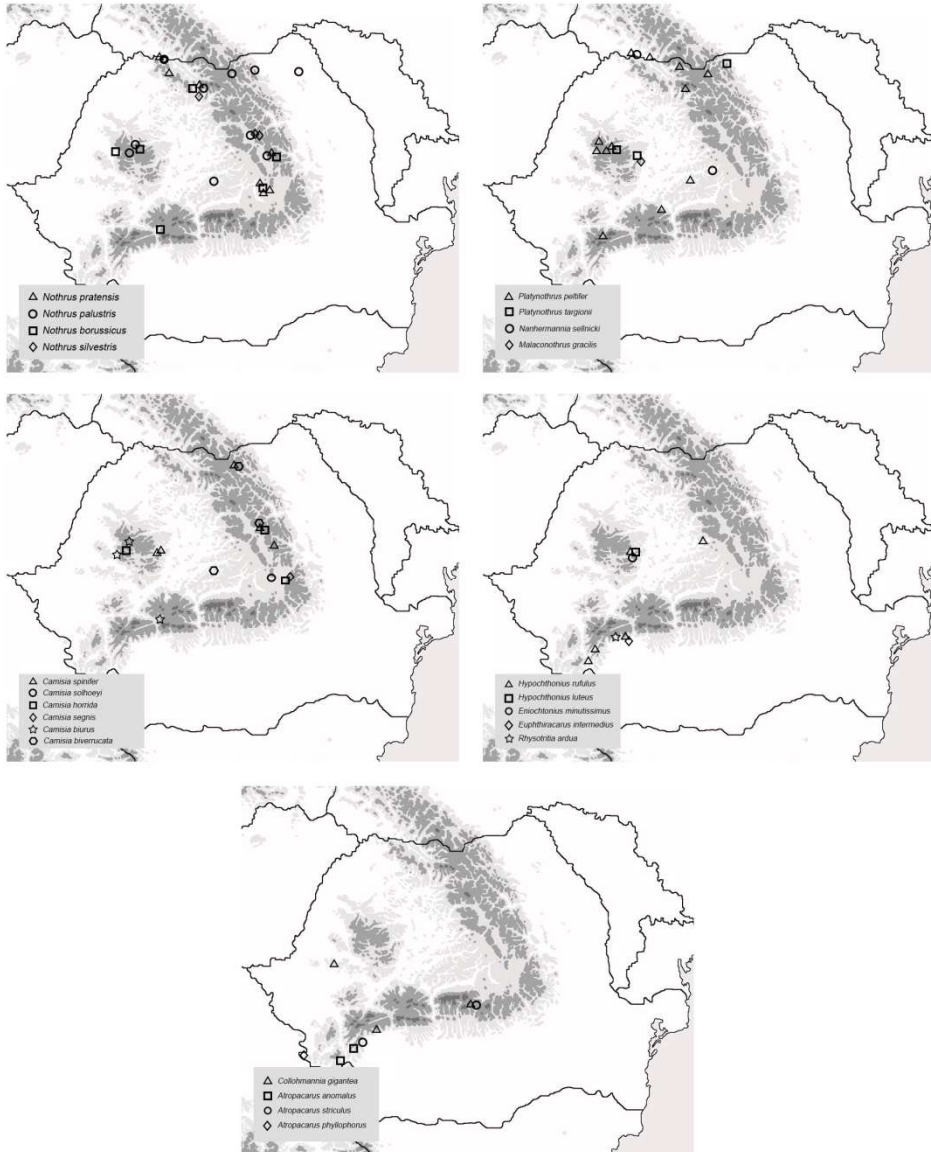 Nothrus pratensis
Nothrus palustris
Nothrus borussicus
Nothrus silvestris
Platynothrus peltifer
Platynothrus targionii
Nanhermannia sellnicki
Malaconothrus gracilis
Camisia spinifer
Camisia solhoeyi
Camisia horrida
Camisia segnis
Camisia biurus
Camisia biverrucata
Hypochthonius rufulus
Hypochthonius luteus
Eniochtonius minutissimus
Euphthiracarus intermedius
Rhysotritia ardua
Collohmannia gigantea
Atropacarus anomalus
Atropacarus striculus
Atropacarus phyllophorus